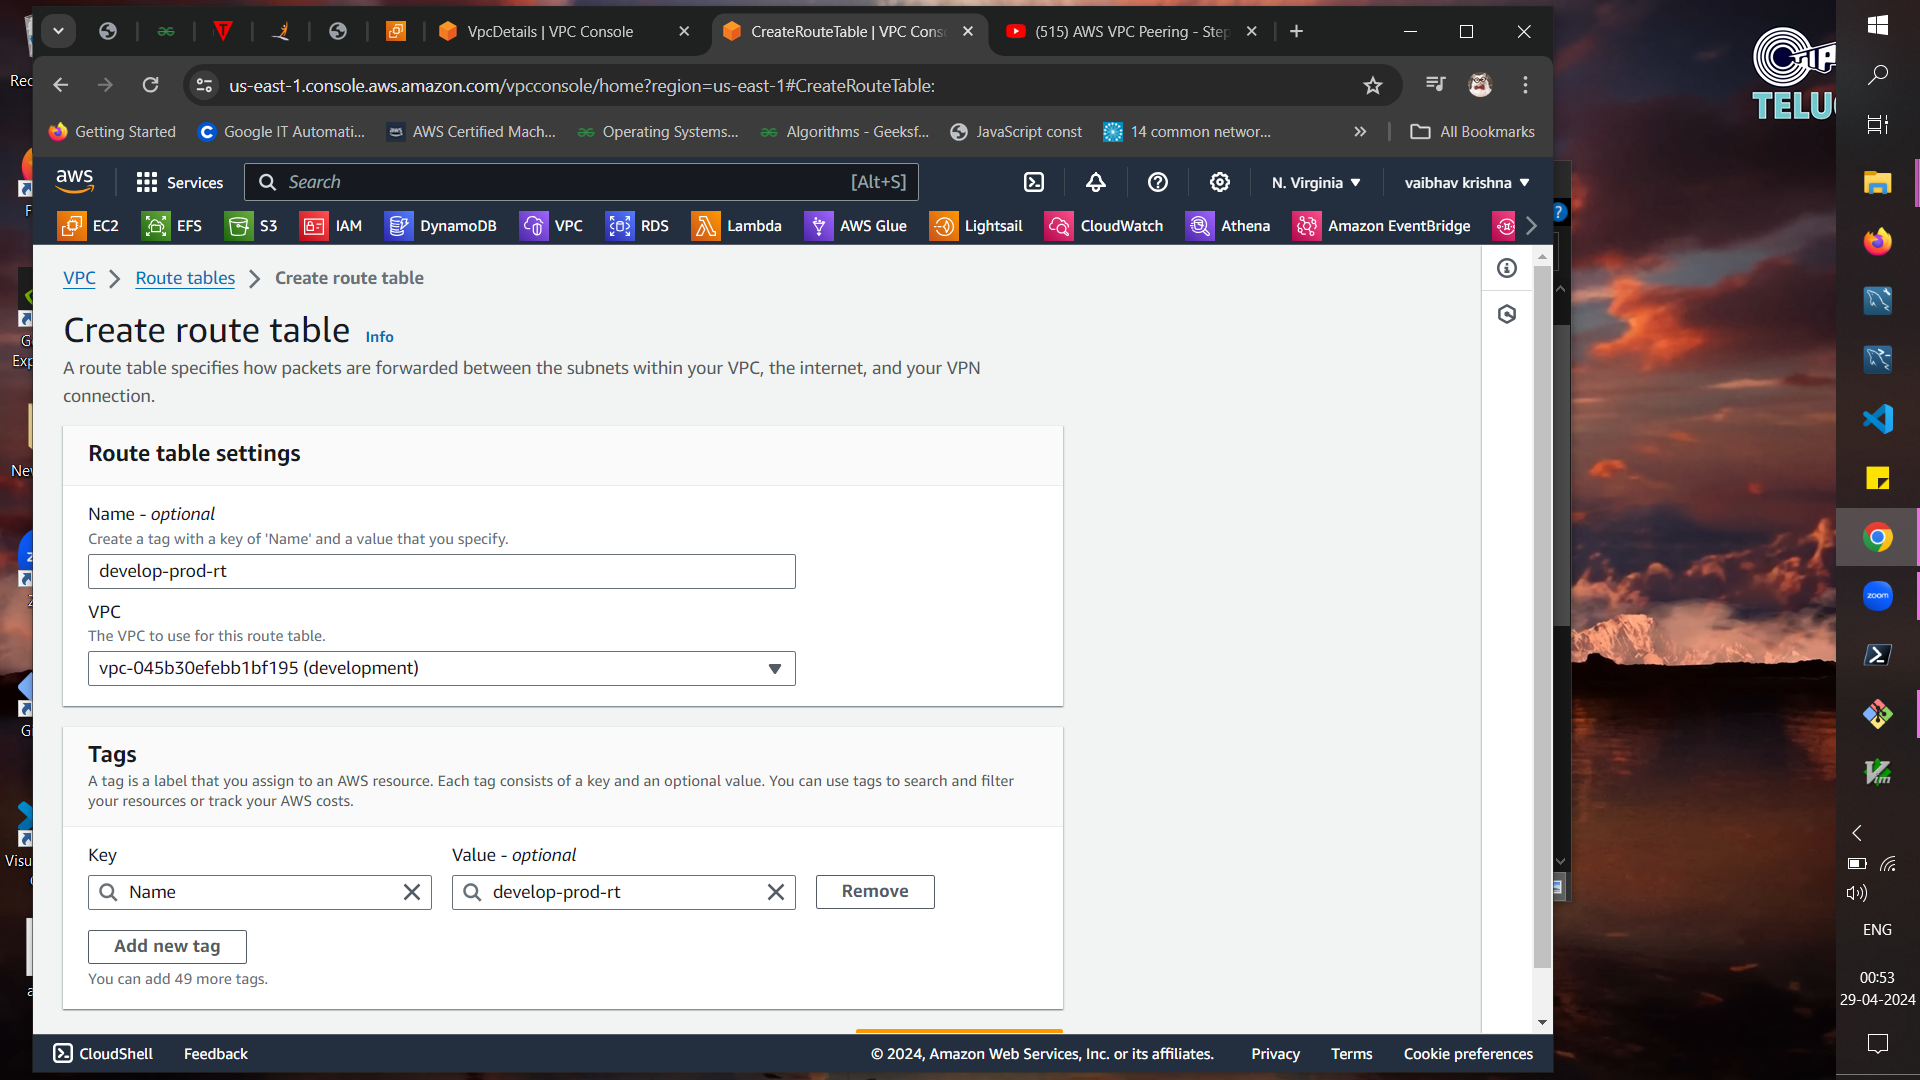 VpcDetails | VPC Console
CreateRouteTable | VPC Cons
(515) AWS VPC Peering - Step
us-east-1.console.aws.amazon.com/vpcconsole/home?region=us-east-1#CreateRouteTable:
Getting Started
Google IT Automati...
AWS Certified Mach...
Operating Systems...
Algorithms - Geeksf...
JavaScript const
14 common networ...
All Bookmarks
aws
Services
Search
[Alt+S]
N. Virginia
vaibhav krishna
EC2
EFS
S3
IAM
DynamoDB
VPC
RDS
Lambda
AWS Glue
Lightsail
CloudWatch
Athena
Amazon EventBridge
VPC
Route tables
Create route table
Create route table
Info
A route table specifies how packets are forwarded between the subnets within your VPC, the internet, and your VPN
connection.
Route table settings
Name - optional
Create a tag with a key of 'Name' and a value that you specify.
develop-prod-rt
VPC
The VPC to use for this route table.
vpc-045b30efebb1bf195 (development)
Tags
A tag is a label that you assign to an AWS resource. Each tag consists of a key and an optional value. You can use tags to search and filter
your resources or track your AWS costs.
Key
Value - optional
Name
develop-prod-rt
Remove
Add new tag
You can add 49 more tags.
CloudShell
Feedback
© 2024, Amazon Web Services, Inc. or its affiliates.
Privacy
Terms
Cookie preferences
zoom
ENG
00:53
29-04-2024